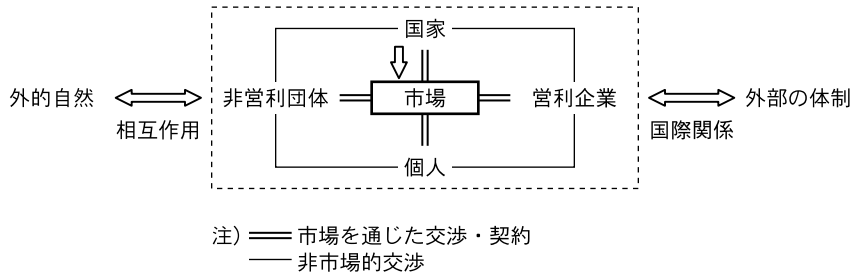 国家
外的自然
非営利団体
市場
営利企業
外部の体制
相互作用
国際関係
個人
注) 市場を通じた交渉・契約
非市場的交渉